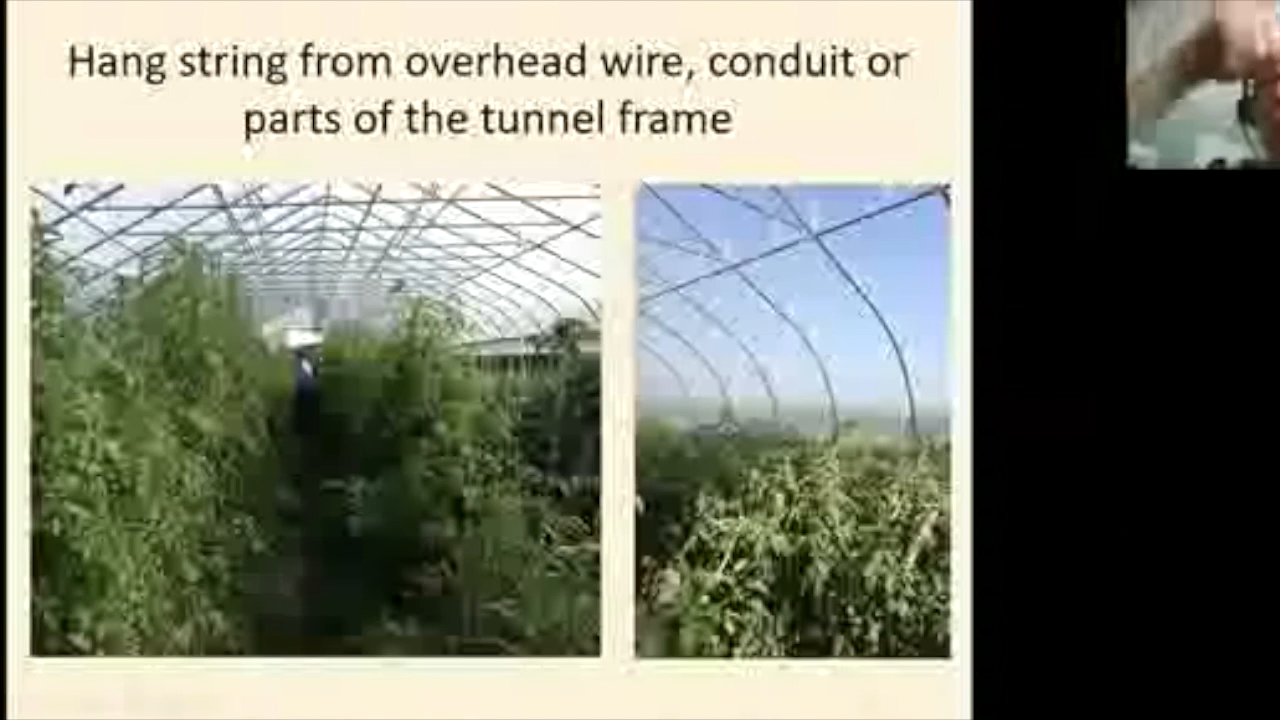 Hang string from overhead wire, conduit or
parts of the tunnel frame